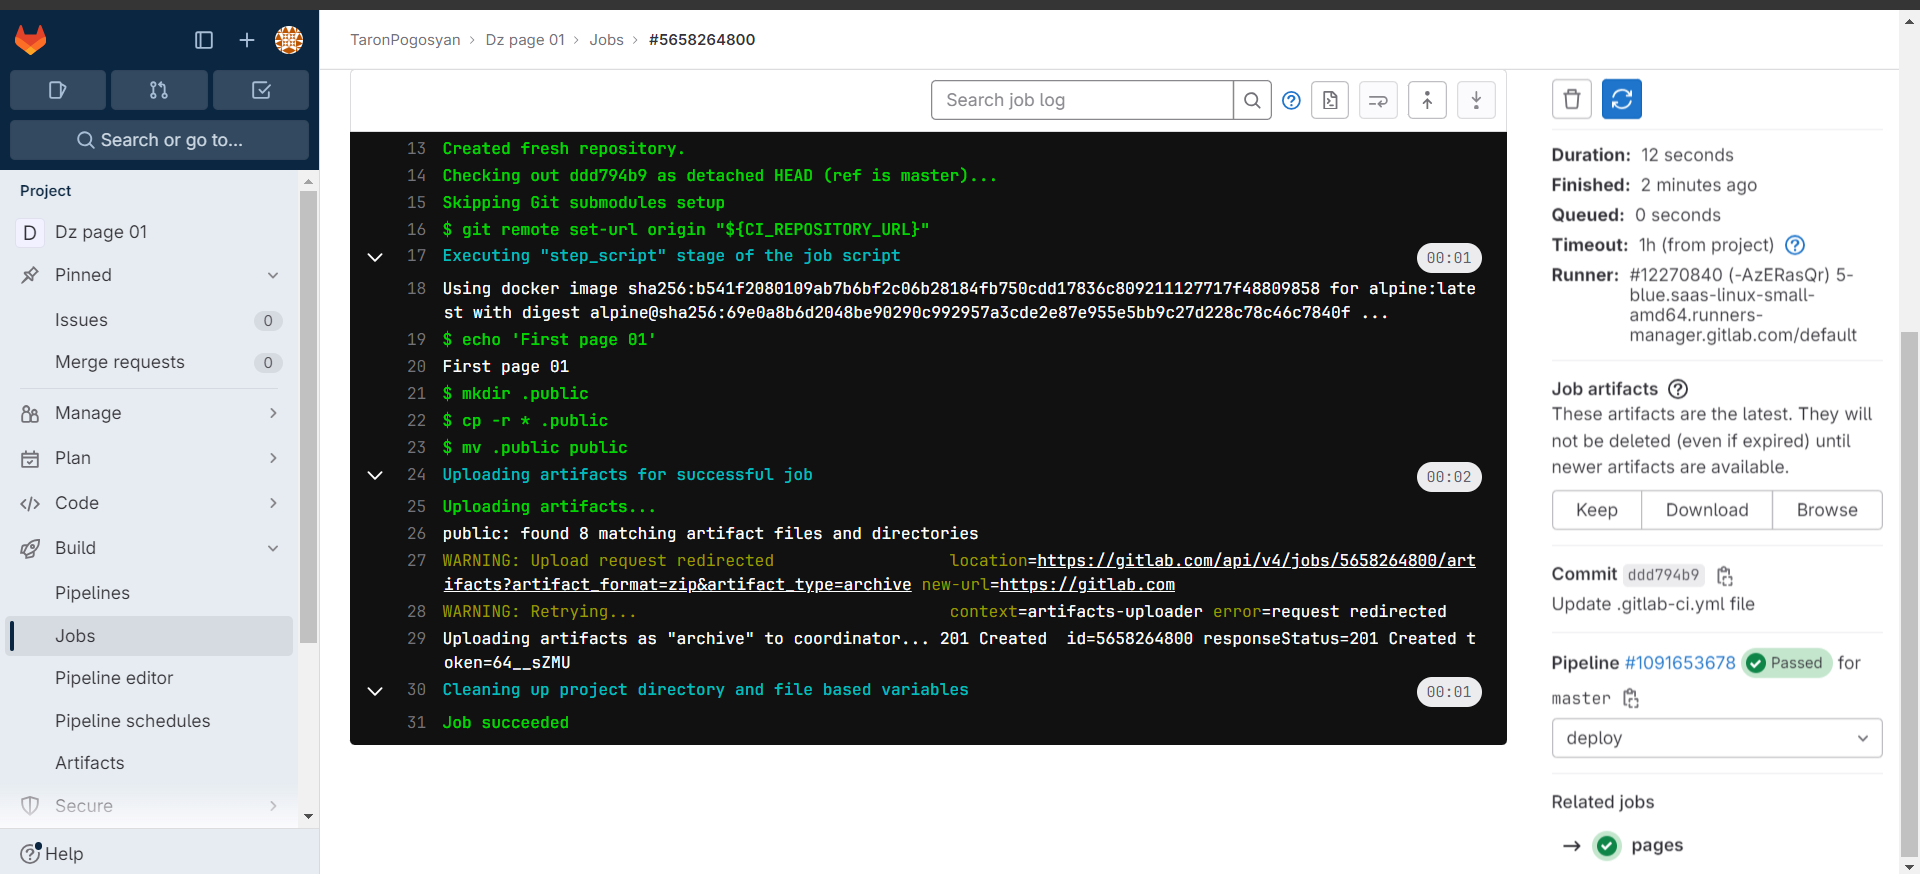 TaronPogosyan > Dz page 01 > Jobs > #5658264800
Search or go to...
Project
D Dz page 01
Pinned
Issues 0
Merge requests 0
Manage
Plan
Code
Build
Pipelines
Jobs
Pipeline editor
Pipeline schedules
Artifacts
Secure
Help
Search job log
13 Created fresh repository.
14 Checking out ddd794b9 as detached HEAD (ref is master)...
15 Skipping Git submodules setup
16 $ git remote set-url origin "${CI_REPOSITORY_URL}"
17 Executing "step_script" stage of the job script 00:01
18 Using docker image sha256:b541f2080109ab7b6bf2c06b28184fb750cdd17836c809211127717f48809858 for alpine:late
st with digest alpine@sha256:69e0a8b6d2048be90290c992957a3cde2e87e955e5bb9c27d228c78c46c7840f ...
19 $ echo 'First page 01'
20 First page 01
21 $ mkdir .public
22 $ cp -r * .public
23 $ mv .public public
24 Uploading artifacts for successful job 00:02
25 Uploading artifacts...
26 public: found 8 matching artifact files and directories
27 WARNING: Upload request redirected location=https://gitlab.com/api/v4/jobs/5658264800/art
ifacts?artifact_format=zip&artifact_type=archive new-url=https://gitlab.com
28 WARNING: Retrying... context=artifacts-uploader error=request redirected
29 Uploading artifacts as "archive" to coordinator... 201 Created id=5658264800 responseStatus=201 Created t
oken=64__sZMU
30 Cleaning up project directory and file based variables 00:01
31 Job succeeded
Duration: 12 seconds
Finished: 2 minutes ago
Queued: 0 seconds
Timeout: 1h (from project)
Runner: #12270840 (-AzERasQr) 5-
blue.saas-linux-small-
amd64.runners-
manager.gitlab.com/default
Job artifacts
These artifacts are the latest. They will
not be deleted (even if expired) until
newer artifacts are available.
Keep Download Browse
Commit ddd794b9
Update .gitlab-ci.yml file
Pipeline #1091653678 Passed for
master
deploy
Related jobs
→ pages